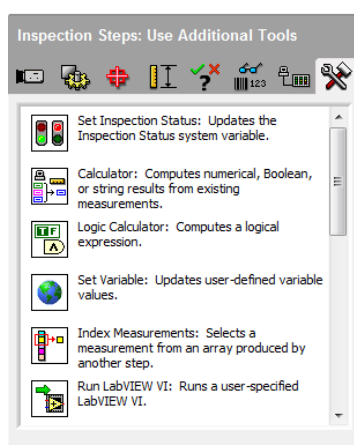 Inspection Steps: Use Additional Tools
123
Set Inspection Status: Updates the
Inspection Status system variable.
Calculator: Computes numerical, Boolean,
or string results from existing
measurements.
T F
Logic Calculator: Computes a logical
expression.
Set Variable: Updates user-defined variable
values.
Index Measurements: Selects a
measurement from an array produced by
another step.
Run LabVIEW VI: Runs a user-specified
LabVIEW VI.